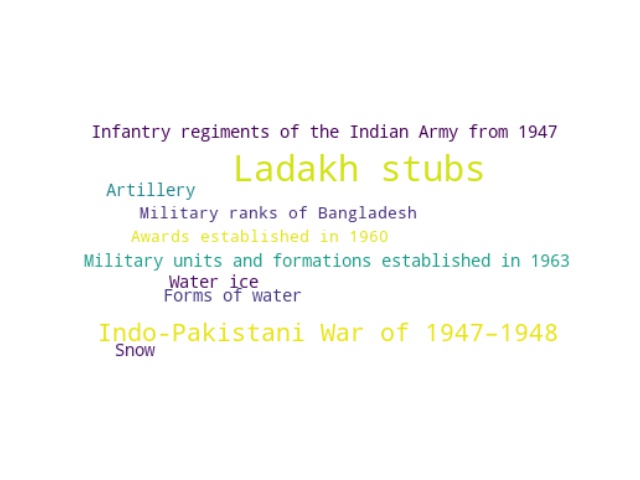 Infantry regiments of the Indian Army from 1947
Ladakh stubs
Artillery
Military ranks of Bangladesh
Awards established in 1960
Military units and formations established in 1963
Water ice
Forms of water
Indo-Pakistani War of 1947–1948
Snow